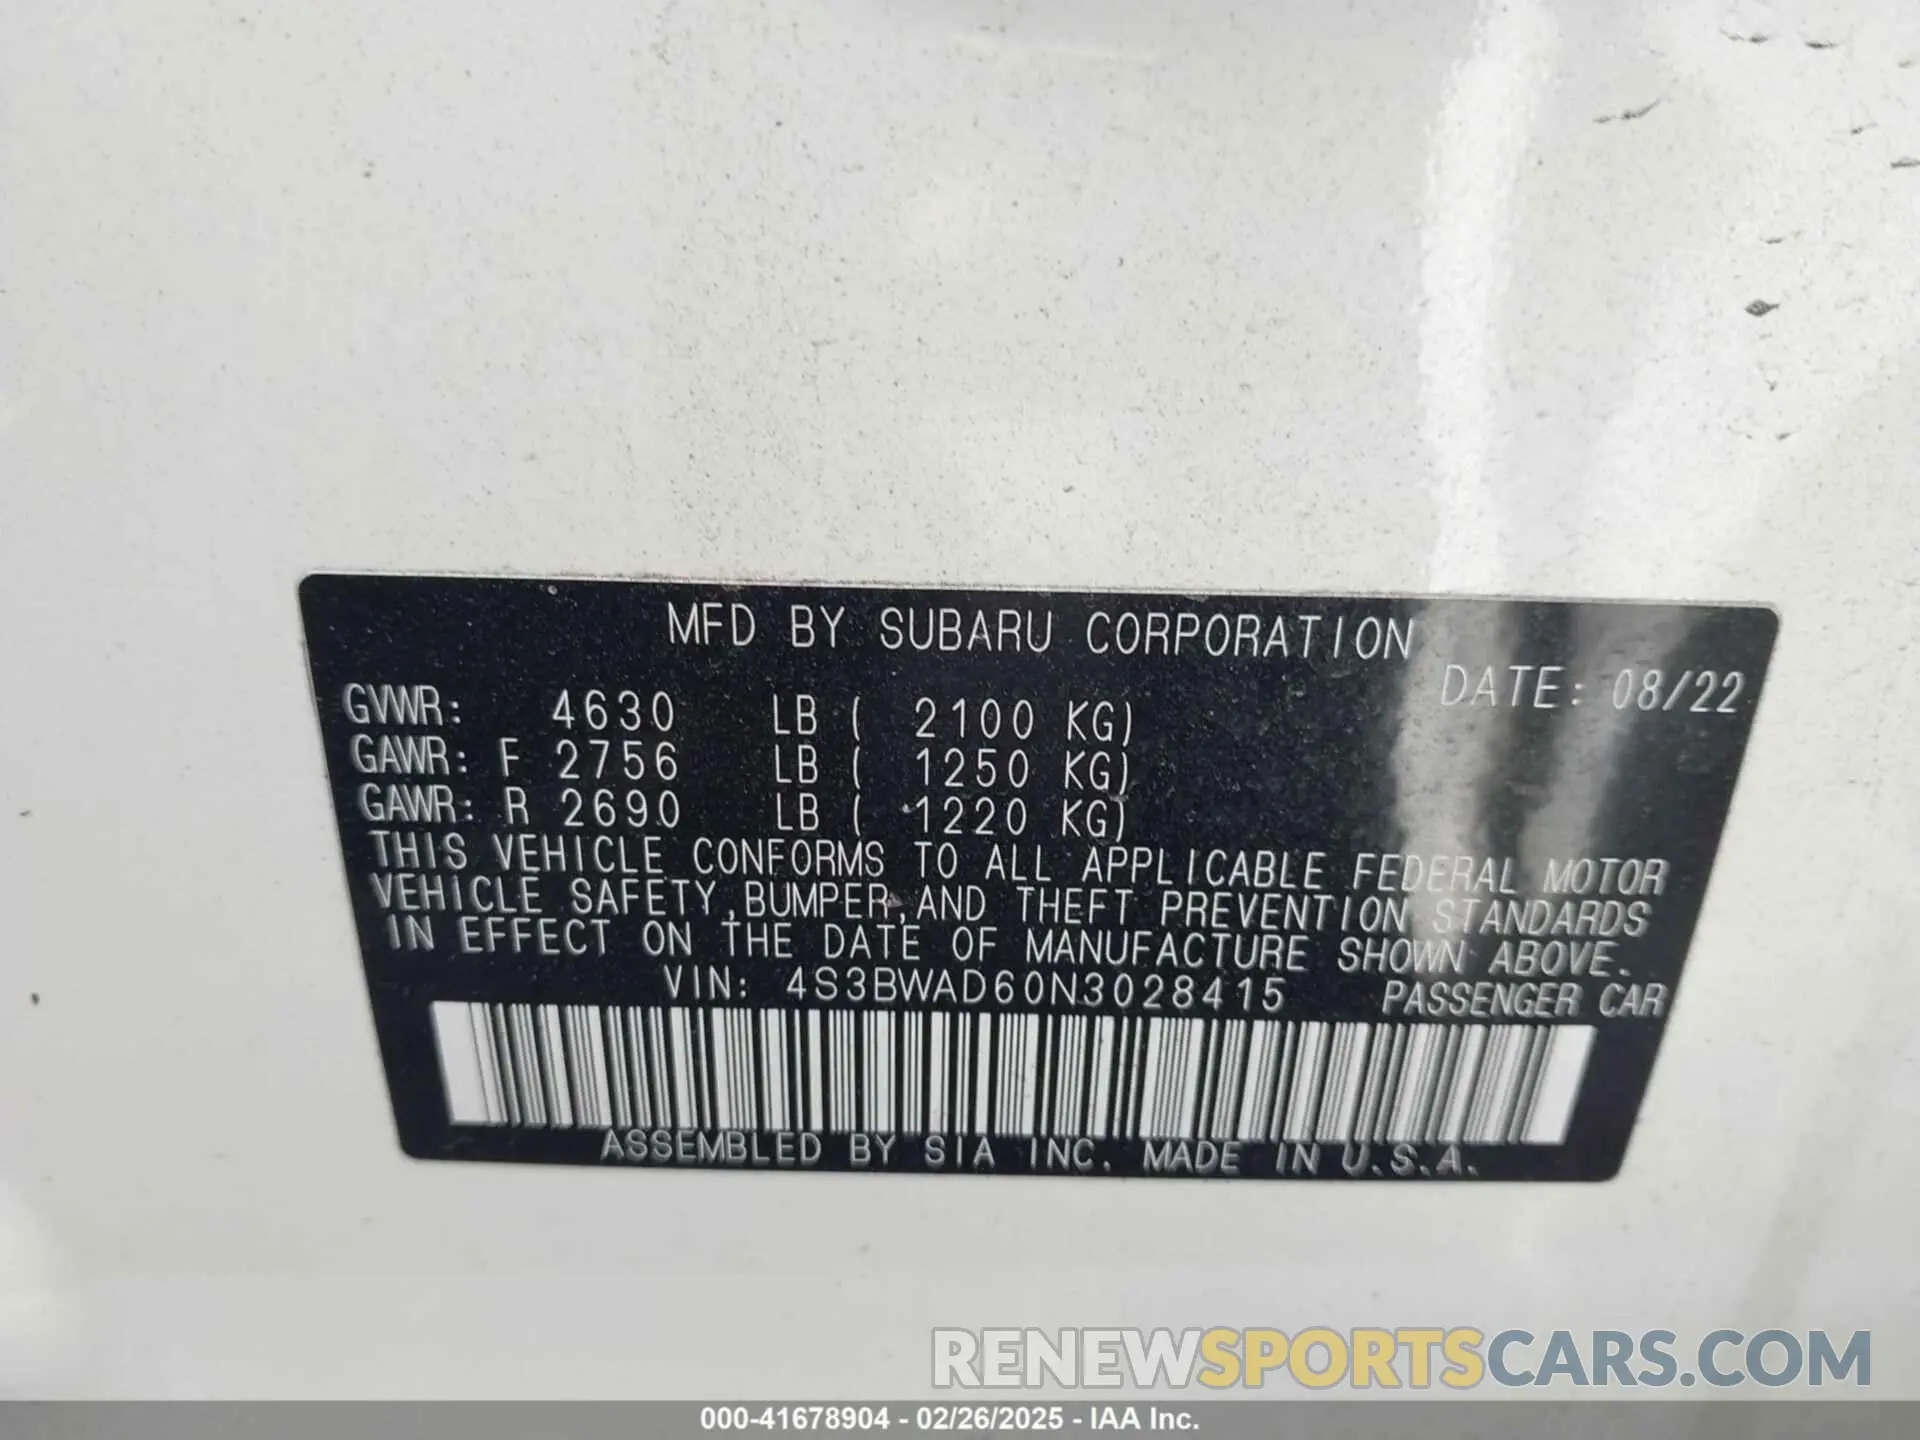 MFD BY SUBARU CORPORATION
DATE: 08/22
GVWR: 4630 LB ( 2100 KG)
GAWR: F 2756 LB ( 1250 KG)
GAWR: R 2690 LB ( 1220 KG)
THIS VEHICLE CONFORMS TO ALL APPLICABLE FEDERAL MOTOR
VEHICLE SAFETY,BUMPER,AND THEFT PREVENTION STANDARDS
IN EFFECT ON THE DATE OF MANUFACTURE SHOWN ABOVE.
VIN: 4S3BWAD60N3028415 PASSENGER CAR
ASSEMBLED BY SIA INC. MADE IN U.S.A.
RENEWSPORTSCARS.COM
000-41678904 - 02/26/2025 - IAA Inc.